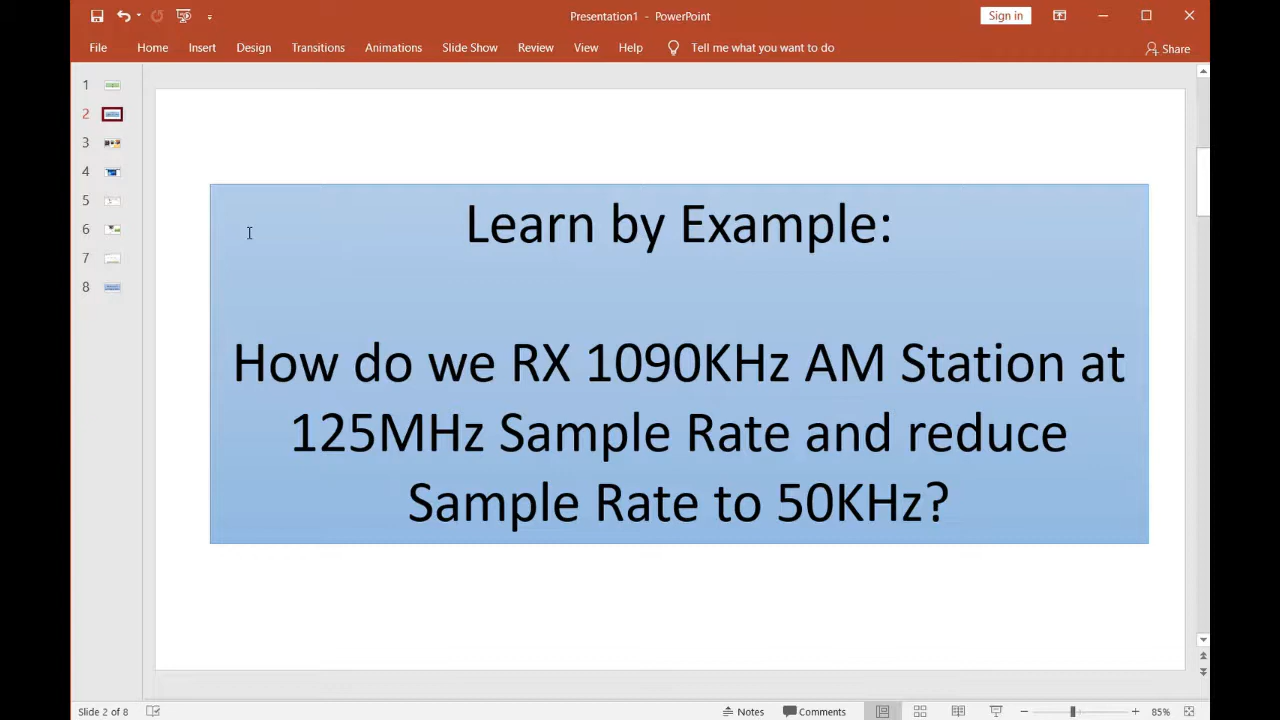 Presentation1 - PowerPoint
Sign in
File Home Insert Design Transitions Animations Slide Show Review View Help Tell me what you want to do Share
1
2
3
4
5
6
7
8
Learn by Example:
How do we RX 1090KHz AM Station at
125MHz Sample Rate and reduce
Sample Rate to 50KHz?
Slide 2 of 8 Notes Comments 85%